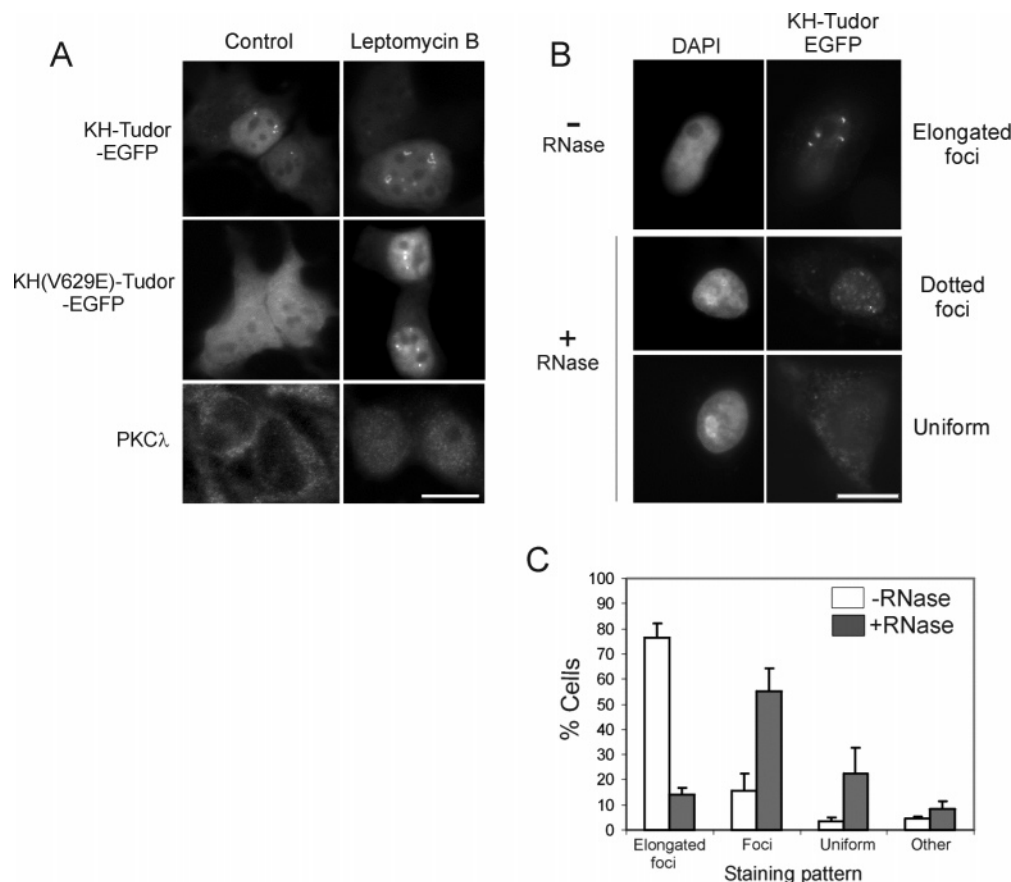 A
Control
Leptomycin B
KH-Tudor
-EGFP
KH(V629E)-Tudor
-EGFP
PKCλ
B
DAPI
KH-Tudor
EGFP
-
RNase
Elongated
foci
+
RNase
Dotted
foci
Uniform
C
% Cells
100
90
80
70
60
50
40
30
20
10
0
-RNase
+RNase
Elongated
foci
Foci
Uniform
Other
Staining pattern